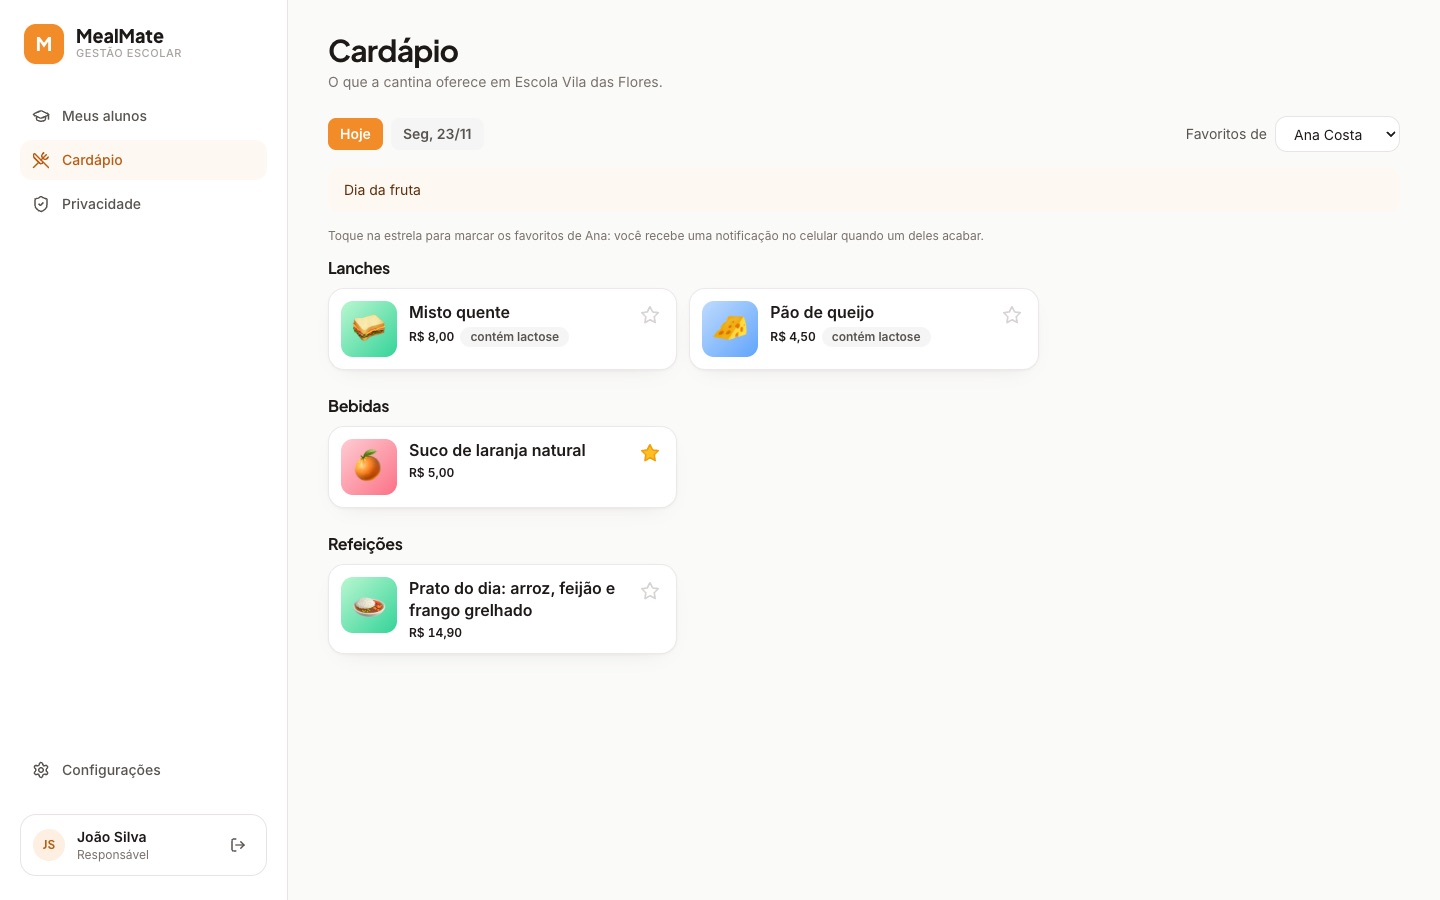 M
MealMate
GESTÃO ESCOLAR
Meus alunos
Cardápio
Privacidade
Configurações
JS
João Silva
Responsável
Cardápio
O que a cantina oferece em Escola Vila das Flores.
Hoje
Seg, 23/11
Favoritos de
Ana Costa
Dia da fruta
Toque na estrela para marcar os favoritos de Ana: você recebe uma notificação no celular quando um deles acabar.
Lanches
Misto quente
R$ 8,00 contém lactose
Pão de queijo
R$ 4,50 contém lactose
Bebidas
Suco de laranja natural
R$ 5,00
Refeições
Prato do dia: arroz, feijão e
frango grelhado
R$ 14,90